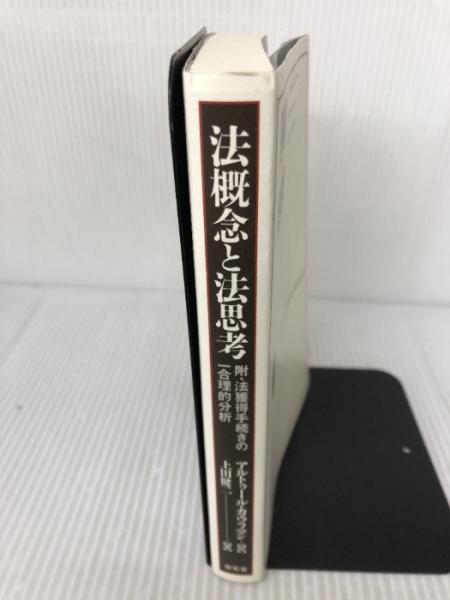 法概念と法思考
附・法獲得手続きの
一合理的分析
アルトゥール・カウフマン・著
上田健二
訳
昭和堂